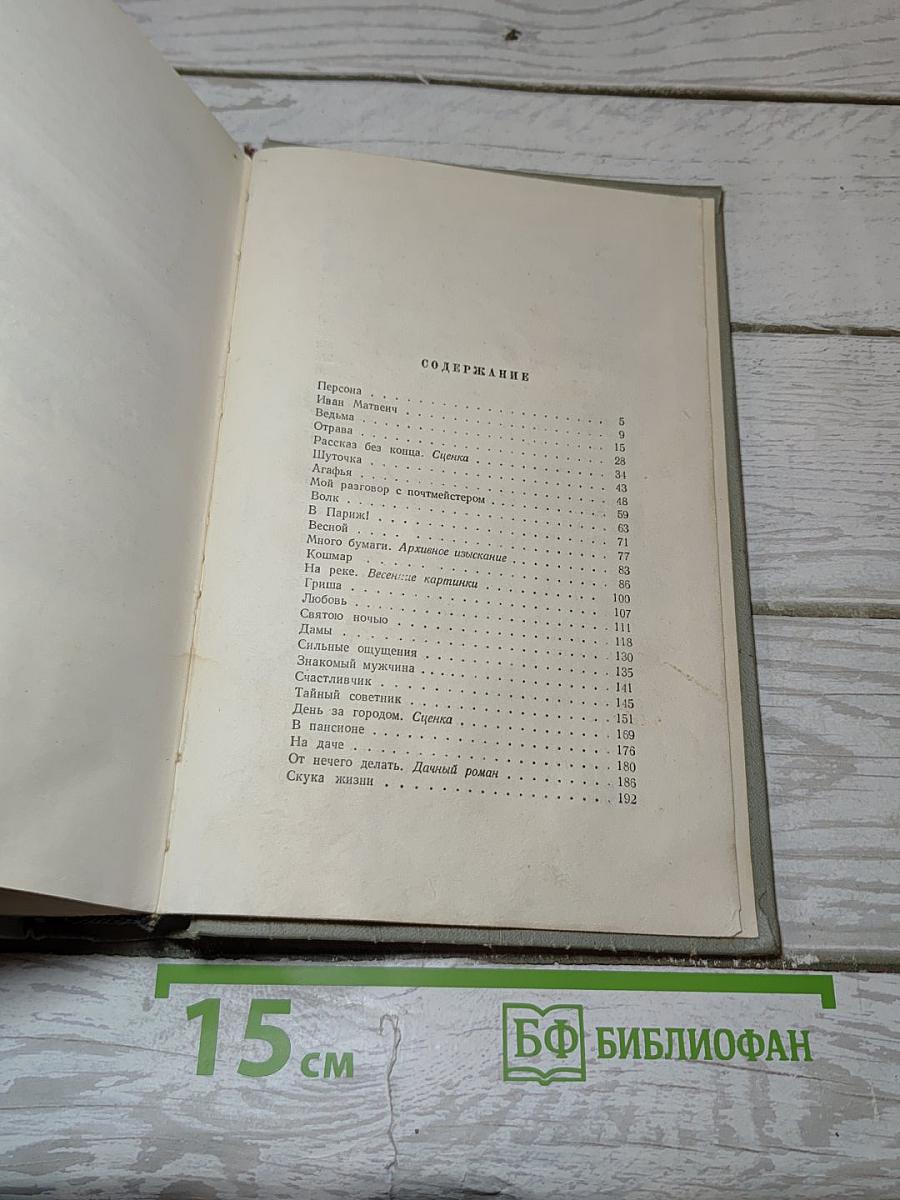 СОДЕРЖАНИЕ
Персона . . . . . . . . . . . . . . . . 5
Иван Матвеич . . . . . . . . . . . . . . 9
Ведьма . . . . . . . . . . . . . . . . 15
Отрава . . . . . . . . . . . . . . . . 28
Рассказ без конца. Сценка . . . . . . . . . . 34
Шуточка . . . . . . . . . . . . . . . . 43
Агафья . . . . . . . . . . . . . . . . 48
Мой разговор с почтмейстером . . . . . . . . . 59
Волк . . . . . . . . . . . . . . . . . 63
В Париж! . . . . . . . . . . . . . . . . 71
Весной . . . . . . . . . . . . . . . . 77
Много бумаги. Архивное изыскание . . . . . . . . 83
Кошмар . . . . . . . . . . . . . . . . 86
На реке. Весенние картинки . . . . . . . . . . 100
Гриша . . . . . . . . . . . . . . . . . 107
Любовь . . . . . . . . . . . . . . . . 111
Святою ночью . . . . . . . . . . . . . . 118
Дамы . . . . . . . . . . . . . . . . . 130
Сильные ощущения . . . . . . . . . . . . . 135
Знакомый мужчина . . . . . . . . . . . . . 141
Счастливчик . . . . . . . . . . . . . . . 145
Тайный советник . . . . . . . . . . . . . 151
День за городом. Сценка . . . . . . . . . . . 169
В пансионе . . . . . . . . . . . . . . . 176
На даче . . . . . . . . . . . . . . . . 180
От нечего делать. Дачный роман . . . . . . . . 186
Скука жизни . . . . . . . . . . . . . . . 192
15 см
БФ БИБЛИОФАН